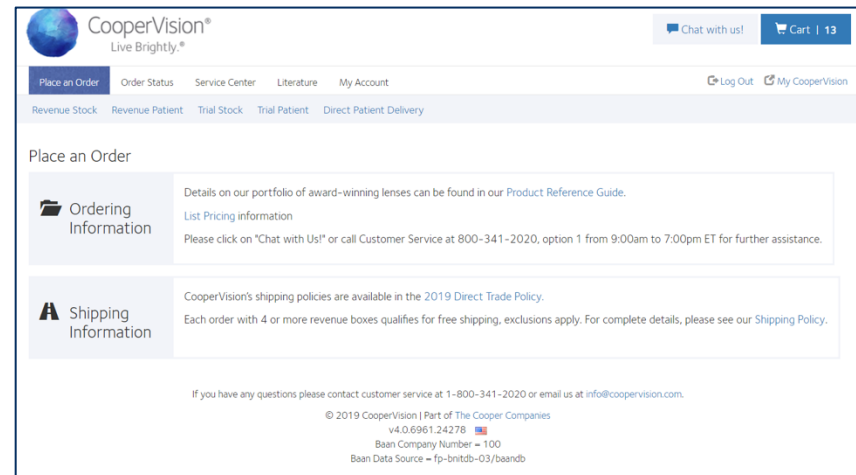 CooperVision®
Live Brightly.®
Chat with us!
Cart | 13
Place an Order
Order Status
Service Center
Literature
My Account
Log Out
My CooperVision
Revenue Stock
Revenue Patient
Trial Stock
Trial Patient
Direct Patient Delivery
Place an Order
Ordering
Information
Details on our portfolio of award-winning lenses can be found in our Product Reference Guide.
List Pricing information
Please click on "Chat with Us!" or call Customer Service at 800-341-2020, option 1 from 9:00am to 7:00pm ET for further assistance.
Shipping
Information
CooperVision's shipping policies are available in the 2019 Direct Trade Policy.
Each order with 4 or more revenue boxes qualifies for free shipping, exclusions apply. For complete details, please see our Shipping Policy.
If you have any questions please contact customer service at 1-800-341-2020 or email us at info@coopervision.com.
© 2019 CooperVision | Part of The Cooper Companies
v4.0.6961.24278
Baan Company Number = 100
Baan Data Source = fp-bnitdb-03/baandb